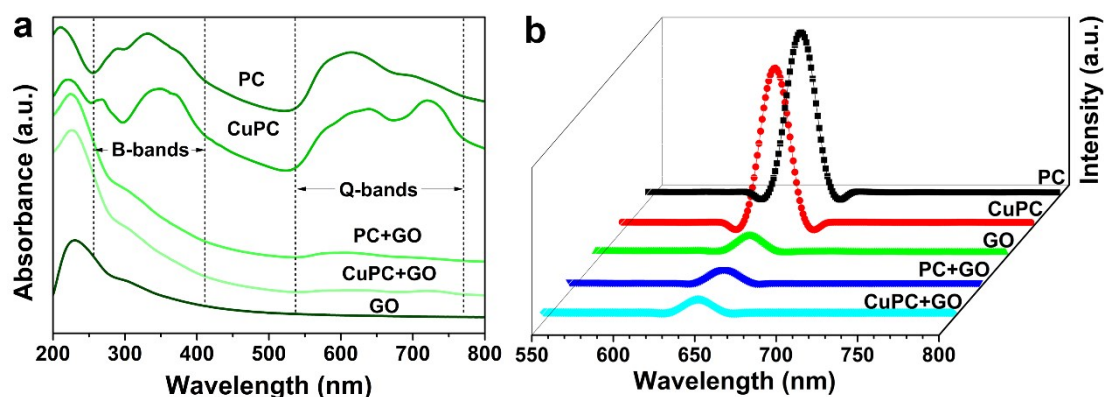 a
Absorbance (a.u.)
PC
CuPC
B-bands
Q-bands
PC+GO
CuPC+GO
GO
200 300 400 500 600 700 800
Wavelength (nm)
b
Intensity (a.u.)
PC
CuPC
GO
PC+GO
CuPC+GO
550 600 650 700 750 800
Wavelength (nm)